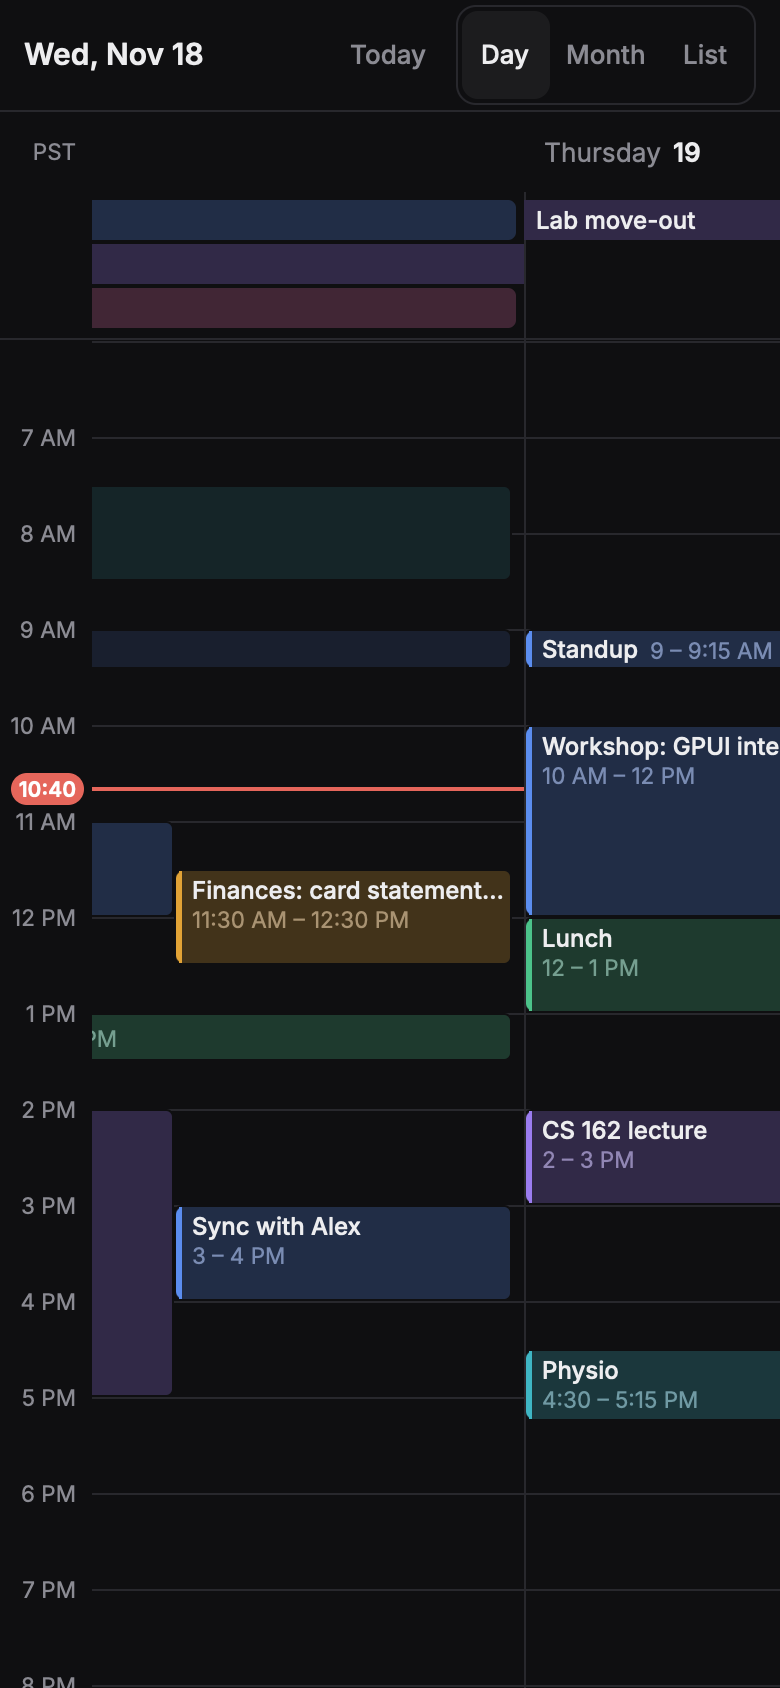 Wed, Nov 18
Today
Day
Month
List
PST
Thursday 19
Lab move-out
7 AM
8 AM
9 AM
Standup 9 – 9:15 AM
10 AM
Workshop: GPUI inte
10 AM – 12 PM
10:40
11 AM
Finances: card statement…
11:30 AM – 12:30 PM
12 PM
Lunch
12 – 1 PM
1 PM
PM
2 PM
CS 162 lecture
2 – 3 PM
3 PM
Sync with Alex
3 – 4 PM
4 PM
Physio
4:30 – 5:15 PM
5 PM
6 PM
7 PM
8 PM